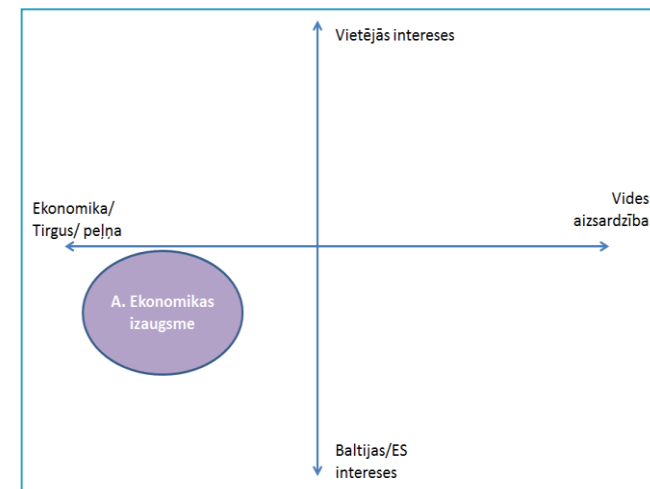 Vietējās intereses
Ekonomika/
Tirgus/ peļņa
Vides
aizsardzība
A. Ekonomikas
izaugsme
Baltijas/ES
intereses